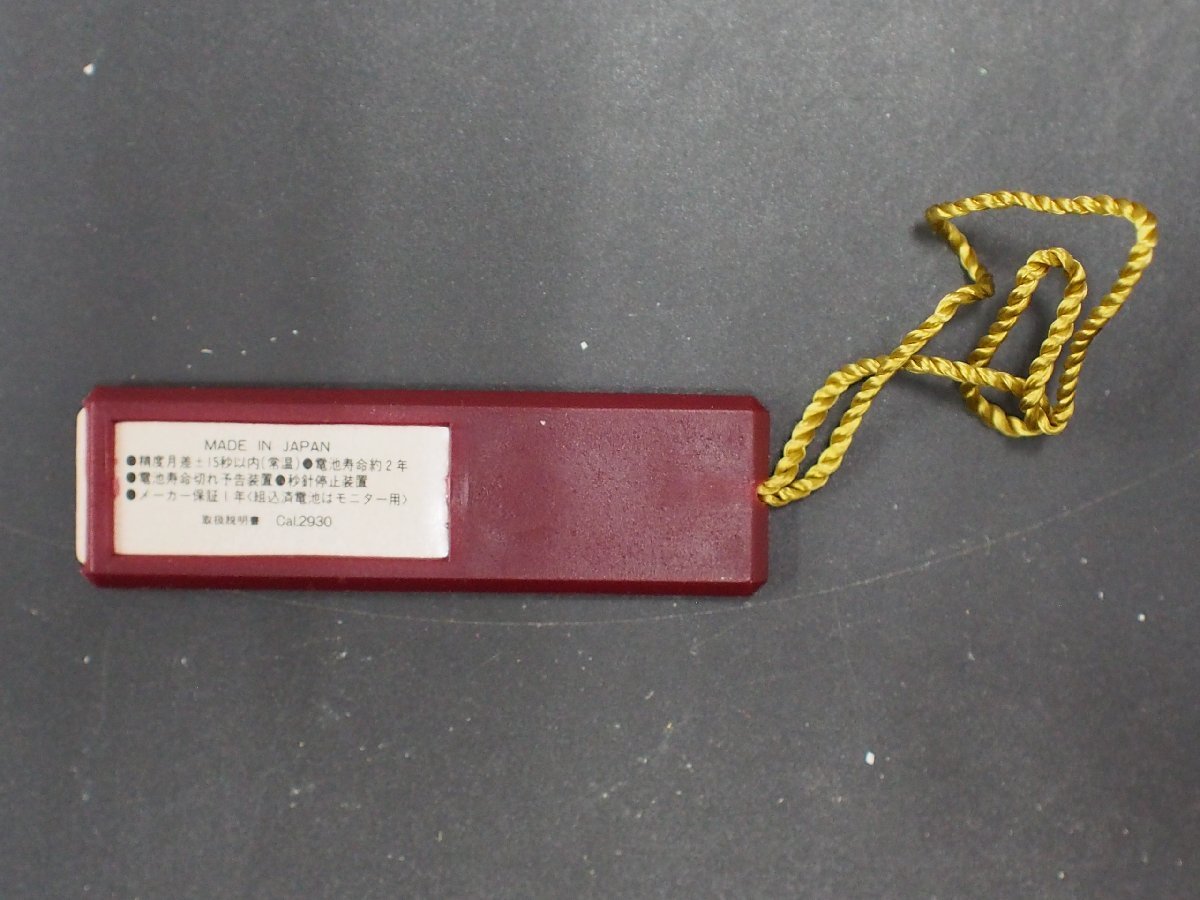 MADE IN JAPAN
●精度月差±15秒以内(常温)●電池寿命約2年
●電池寿命切れ予告装置●秒針停止装置
●メーカー保証1年〈組込済電池はモニター用〉
取扱説明書 Cal.2930